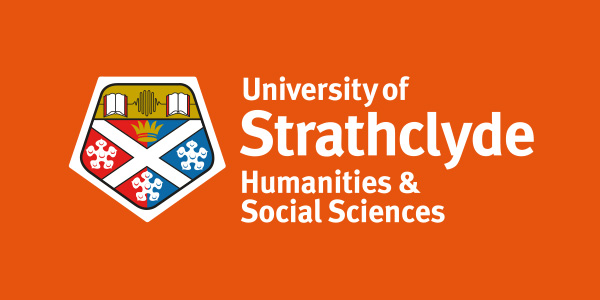 University of
Strathclyde
Humanities &
Social Sciences